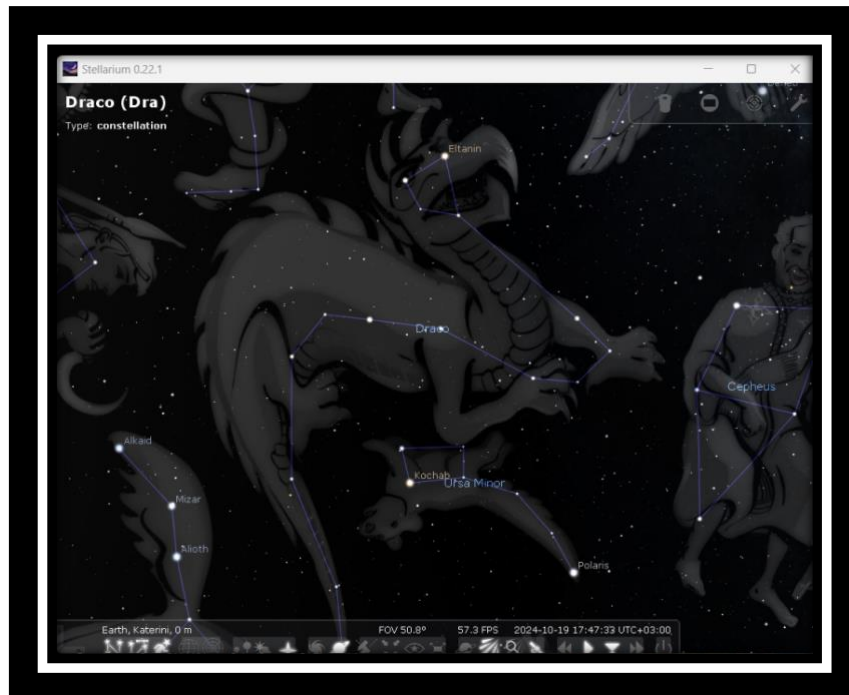 Stellarium 0.22.1
Draco (Dra)
Type: constellation
Deneb
Eltanin
Draco
Cepheus
Alkaid
Kochab
Ursa Minor
Mizar
Alioth
Polaris
Earth, Katerini, 0 m FOV 50.8° 57.3 FPS 2024-10-19 17:47:33 UTC+03:00